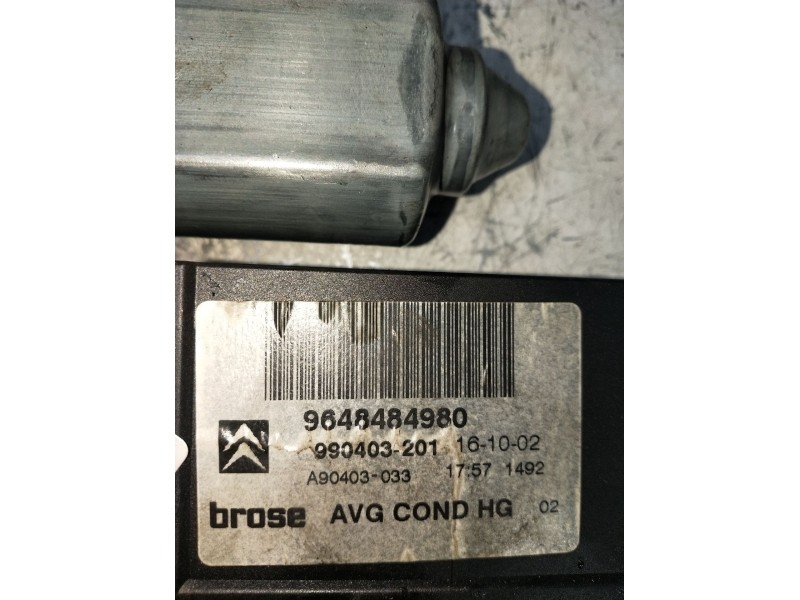 9648484980
990403-201 16-10-02
A90403-033 17:57 1492
brose AVG COND HG 02